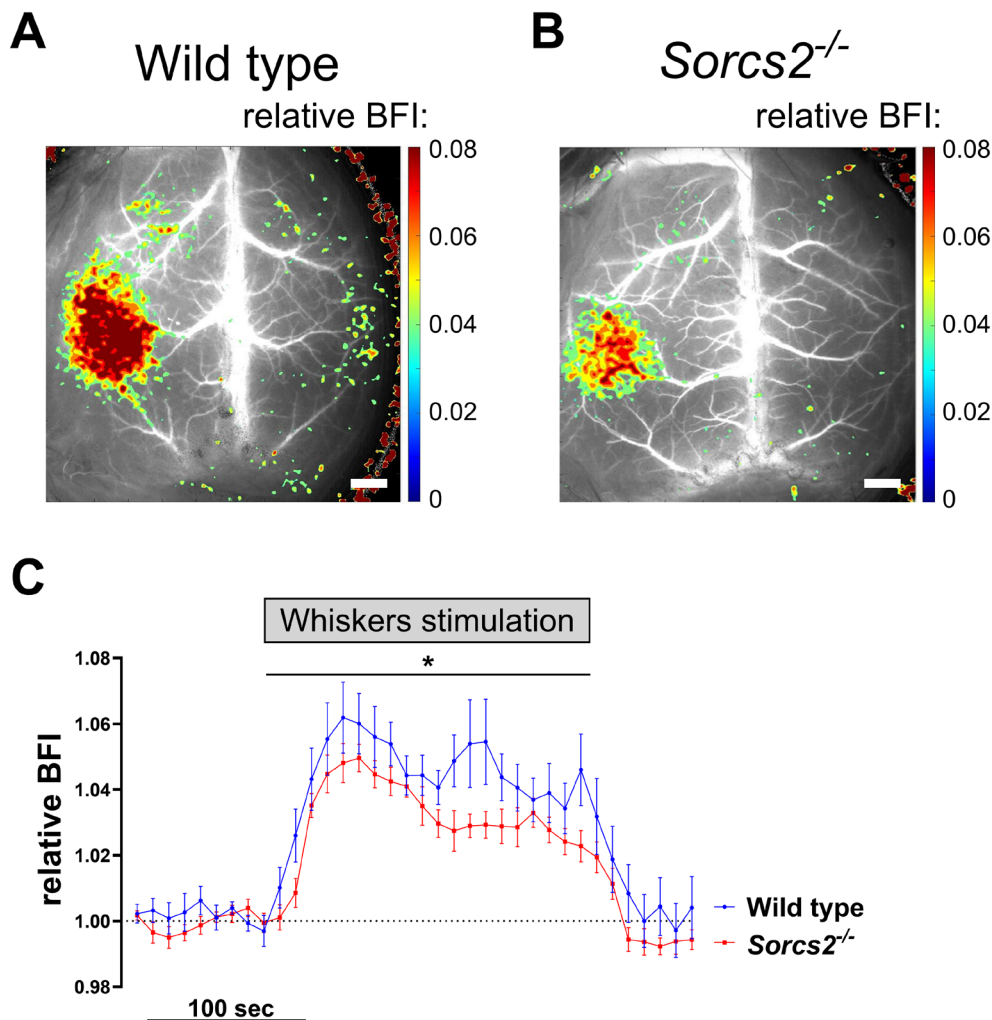 A
Wild type
relative BFI:
0.08
0.06
0.04
0.02
0
B
Sorcs2-/-
relative BFI:
0.08
0.06
0.04
0.02
0
C
Whiskers stimulation
*
1.08
1.06
1.04
1.02
1.00
0.98
relative BFI
Wild type
Sorcs2-/-
100 sec